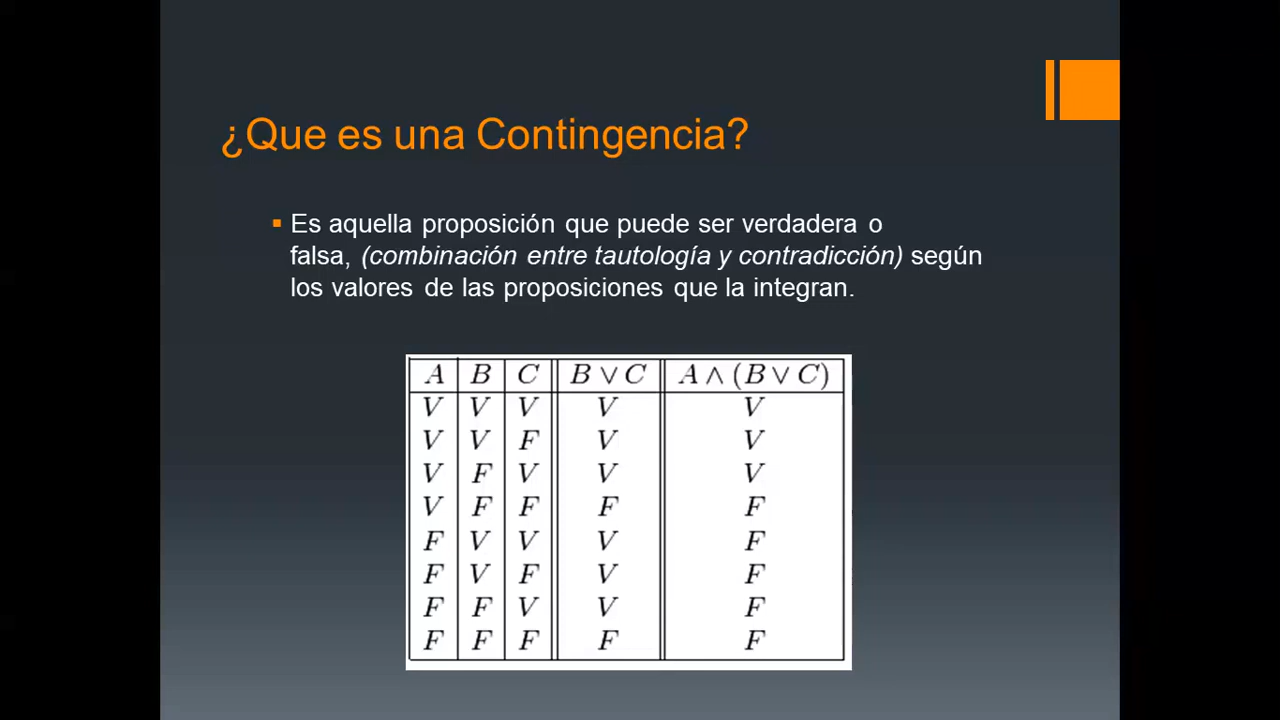 ¿Que es una Contingencia?
Es aquella proposición que puede ser verdadera o
falsa, (combinación entre tautología y contradicción) según
los valores de las proposiciones que la integran.
A B C B ∨ C A ∧ (B ∨ C)
V V V V V
V V F V V
V F V V V
V F F F F
F V V V F
F V F V F
F F V V F
F F F F F